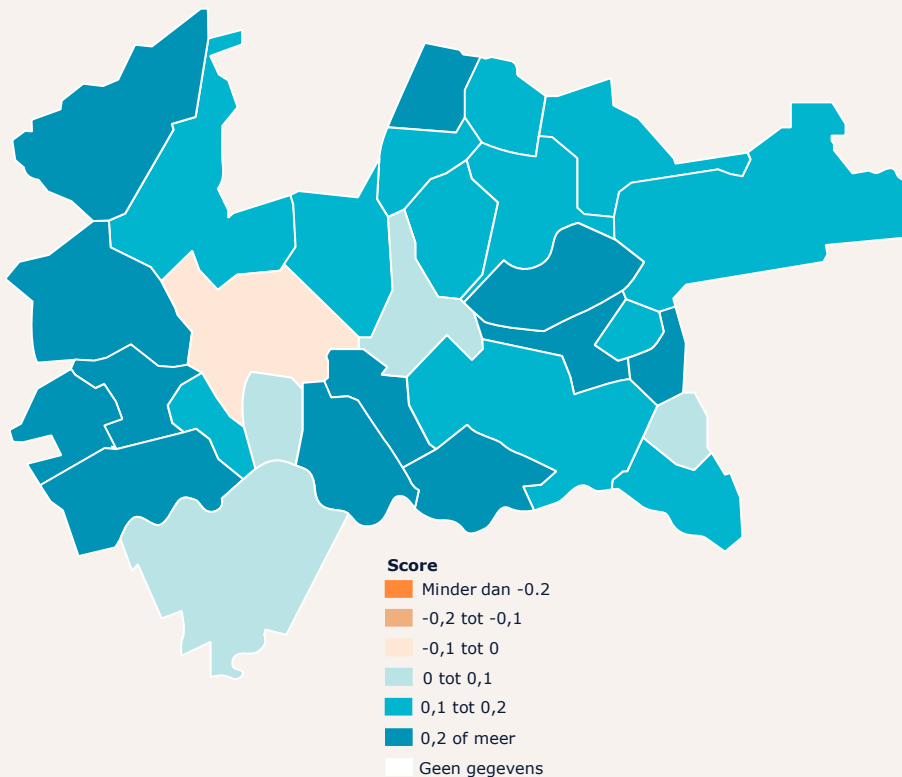 Score
Minder dan -0.2
-0,2 tot -0,1
-0,1 tot 0
0 tot 0,1
0,1 tot 0,2
0,2 of meer
Geen gegevens